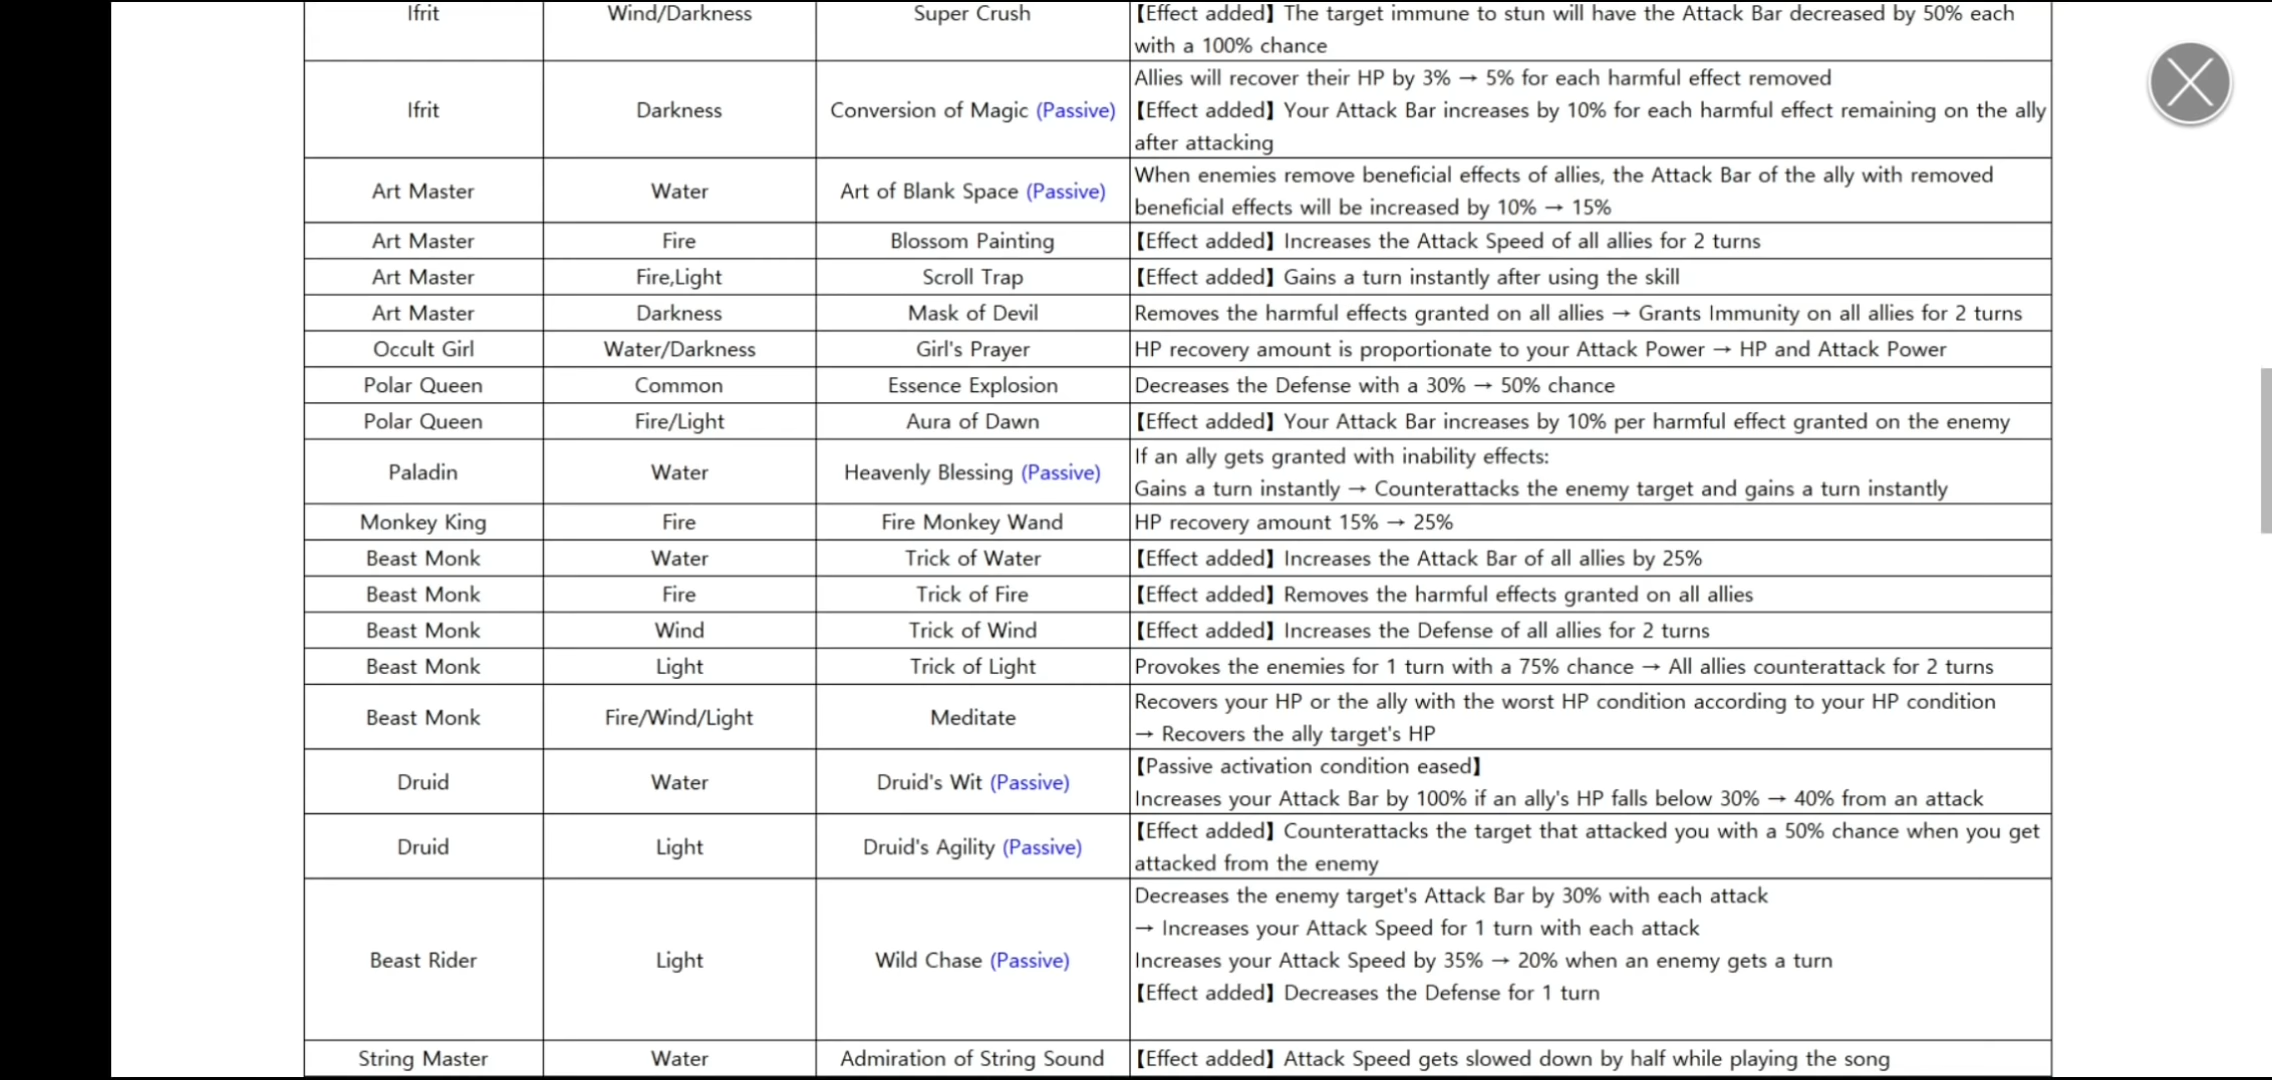 Ifrit Wind/Darkness Super Crush 【Effect added】 The target immune to stun will have the Attack Bar decreased by 50% each
with a 100% chance
Allies will recover their HP by 3% → 5% for each harmful effect removed
Ifrit Darkness Conversion of Magic (Passive) 【Effect added】 Your Attack Bar increases by 10% for each harmful effect remaining on the ally
after attacking
When enemies remove beneficial effects of allies, the Attack Bar of the ally with removed
Art Master Water Art of Blank Space (Passive)
beneficial effects will be increased by 10% → 15%
Art Master Fire Blossom Painting 【Effect added】 Increases the Attack Speed of all allies for 2 turns
Art Master Fire,Light Scroll Trap 【Effect added】 Gains a turn instantly after using the skill
Art Master Darkness Mask of Devil Removes the harmful effects granted on all allies → Grants Immunity on all allies for 2 turns
Occult Girl Water/Darkness Girl's Prayer HP recovery amount is proportionate to your Attack Power → HP and Attack Power
Polar Queen Common Essence Explosion Decreases the Defense with a 30% → 50% chance
Polar Queen Fire/Light Aura of Dawn 【Effect added】 Your Attack Bar increases by 10% per harmful effect granted on the enemy
If an ally gets granted with inability effects:
Paladin Water Heavenly Blessing (Passive)
Gains a turn instantly → Counterattacks the enemy target and gains a turn instantly
Monkey King Fire Fire Monkey Wand HP recovery amount 15% → 25%
Beast Monk Water Trick of Water 【Effect added】 Increases the Attack Bar of all allies by 25%
Beast Monk Fire Trick of Fire 【Effect added】 Removes the harmful effects granted on all allies
Beast Monk Wind Trick of Wind 【Effect added】 Increases the Defense of all allies for 2 turns
Beast Monk Light Trick of Light Provokes the enemies for 1 turn with a 75% chance → All allies counterattack for 2 turns
Recovers your HP or the ally with the worst HP condition according to your HP condition
Beast Monk Fire/Wind/Light Meditate
→ Recovers the ally target's HP
【Passive activation condition eased】
Druid Water Druid's Wit (Passive)
Increases your Attack Bar by 100% if an ally's HP falls below 30% → 40% from an attack
【Effect added】 Counterattacks the target that attacked you with a 50% chance when you get
Druid Light Druid's Agility (Passive)
attacked from the enemy
Decreases the enemy target's Attack Bar by 30% with each attack
→ Increases your Attack Speed for 1 turn with each attack
Beast Rider Light Wild Chase (Passive) Increases your Attack Speed by 35% → 20% when an enemy gets a turn
【Effect added】 Decreases the Defense for 1 turn
String Master Water Admiration of String Sound 【Effect added】 Attack Speed gets slowed down by half while playing the song